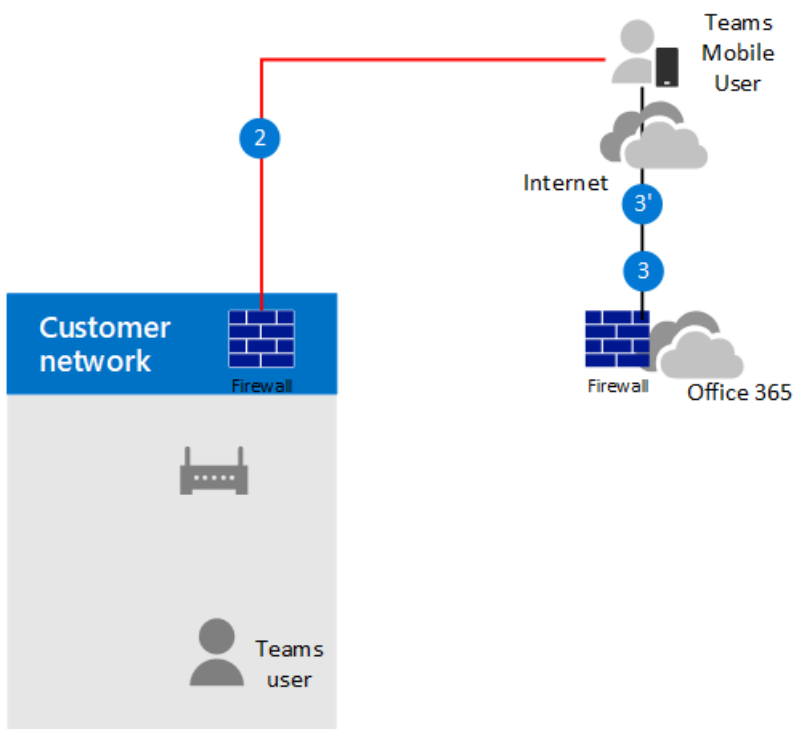 Teams
Mobile
User
2
Internet
3'
3
Customer
network
Firewall
Firewall
Office 365
Teams
user